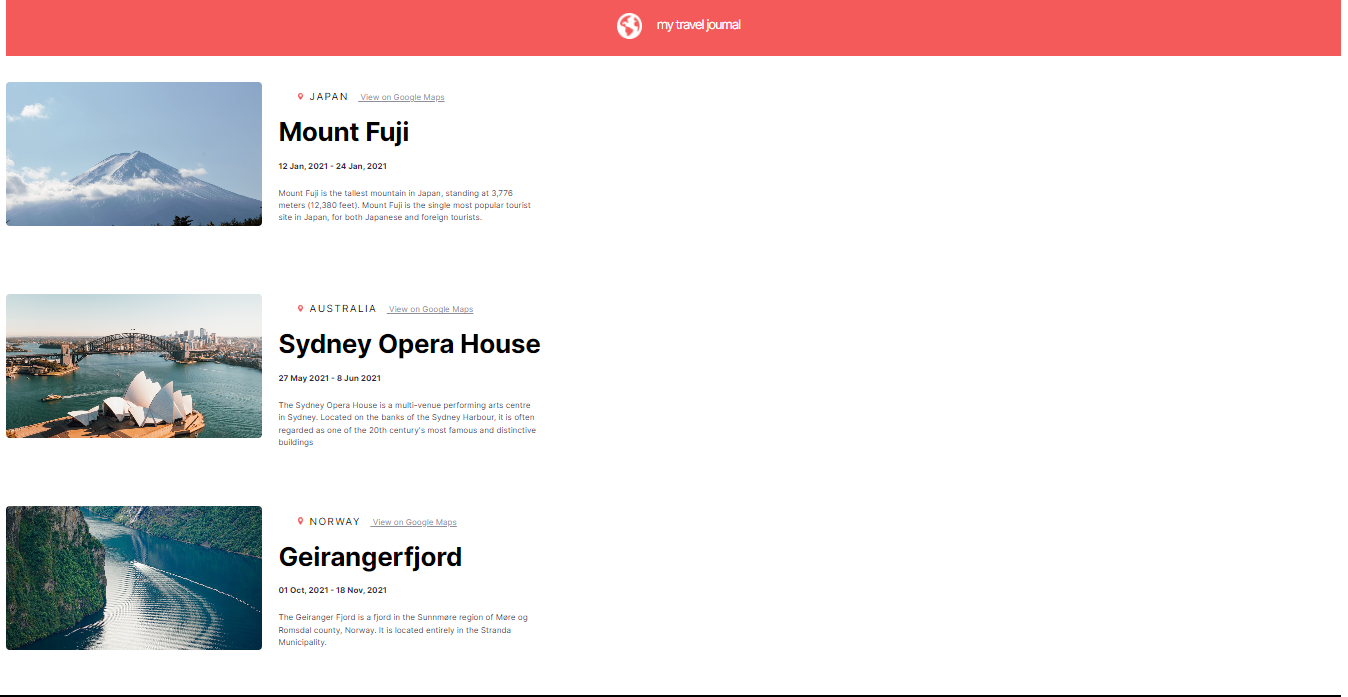 my travel journal
JAPAN View on Google Maps
Mount Fuji
12 Jan, 2021 - 24 Jan, 2021
Mount Fuji is the tallest mountain in Japan, standing at 3,776
meters (12,380 feet). Mount Fuji is the single most popular tourist
site in Japan, for both Japanese and foreign tourists.
AUSTRALIA View on Google Maps
Sydney Opera House
27 May 2021 - 8 Jun 2021
The Sydney Opera House is a multi-venue performing arts centre
in Sydney. Located on the banks of the Sydney Harbour, it is often
regarded as one of the 20th century's most famous and distinctive
buildings
NORWAY View on Google Maps
Geirangerfjord
01 Oct, 2021 - 18 Nov, 2021
The Geiranger Fjord is a fjord in the Sunnmøre region of Møre og
Romsdal county, Norway. It is located entirely in the Stranda
Municipality.